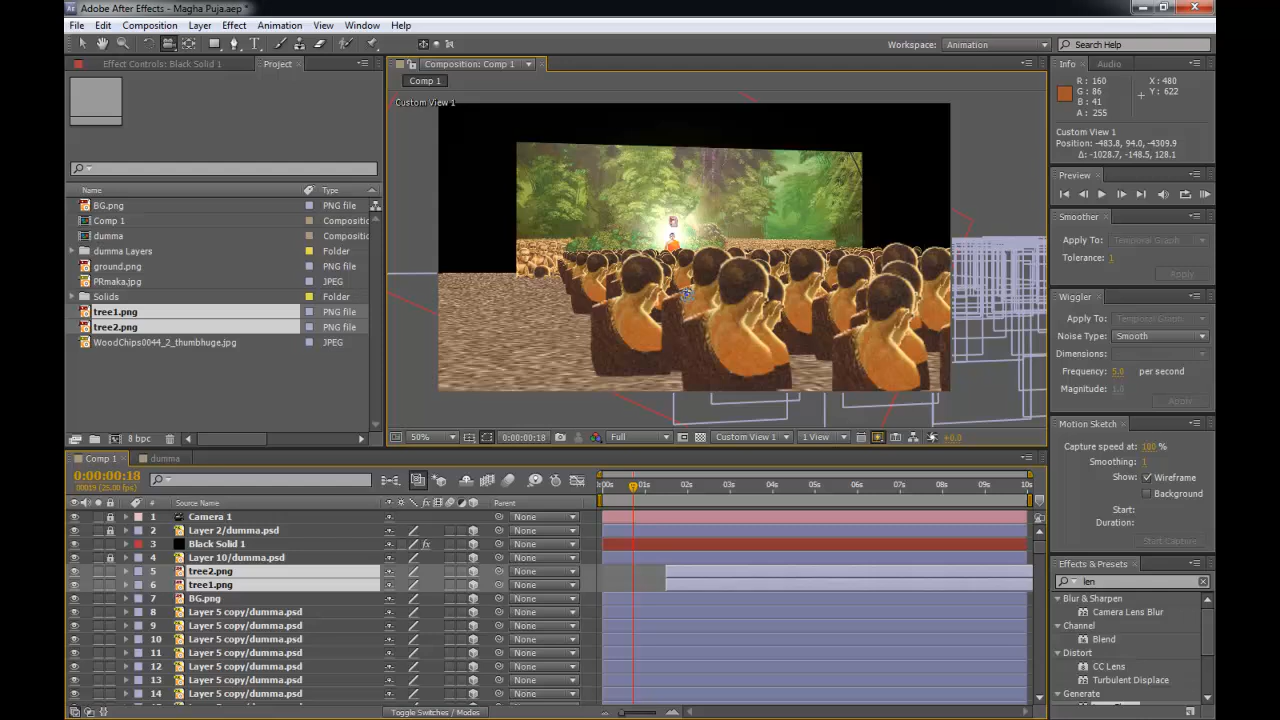 Adobe After Effects - Magha Puja.aep *
File Edit Composition Layer Effect Animation View Window Help
Workspace: Animation Search Help
Effect Controls: Black Solid 1 Project
Composition: Comp 1
Info Audio
Comp 1
Custom View 1
R : 160
G : 86
B : 41
A : 255
X : 480
Y : 622
Custom View 1
Position: -483.8, 94.0, -4309.9
Δ: -1028.7, -148.5, 128.1
Preview
Smoother
Apply To: Temporal Graph
Tolerance: 1
Apply
Wiggler
Apply To: Temporal Graph
Noise Type: Smooth
Dimensions:
Frequency: 5.0 per second
Magnitude: 1.0
Apply
Motion Sketch
Capture speed at: 100 %
Smoothing: 1
Show: Wireframe
Background
Start:
Duration:
Start Capture
Effects & Presets
len
Blur & Sharpen
Camera Lens Blur
Channel
Blend
Distort
CC Lens
Turbulent Displace
Generate
Name Type
BG.png PNG file
Comp 1 Compositi
dumma Compositi
dumma Layers Folder
ground.png PNG file
PRmaka.jpg JPEG
Solids Folder
tree1.png PNG file
tree2.png PNG file
WoodChips0044_2_thumbhuge.jpg JPEG
8 bpc
50% 0:00:00:18 Full Custom View 1 1 View +0.0
Comp 1 dumma
0:00:00:18
00019 (25.00 fps)
:00s 01s 02s 03s 04s 05s 06s 07s 08s 09s 10s
# Source Name Parent
1 Camera 1 None
2 Layer 2/dumma.psd None
3 Black Solid 1 fx None
4 Layer 10/dumma.psd None
5 tree2.png None
6 tree1.png None
7 BG.png None
8 Layer 5 copy/dumma.psd None
9 Layer 5 copy/dumma.psd None
10 Layer 5 copy/dumma.psd None
11 Layer 5 copy/dumma.psd None
12 Layer 5 copy/dumma.psd None
13 Layer 5 copy/dumma.psd None
14 Layer 5 copy/dumma.psd None
Toggle Switches / Modes